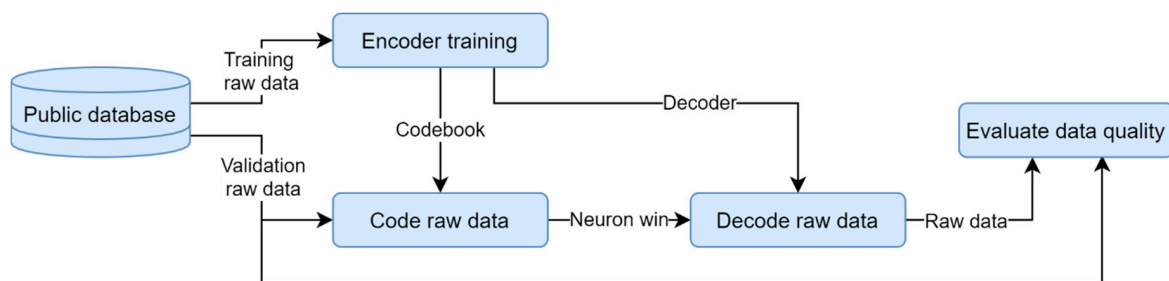 Encoder training
Training
raw data
Public database
Decoder
Codebook
Evaluate data quality
Validation
raw data
Code raw data
Neuron win
Decode raw data
Raw data